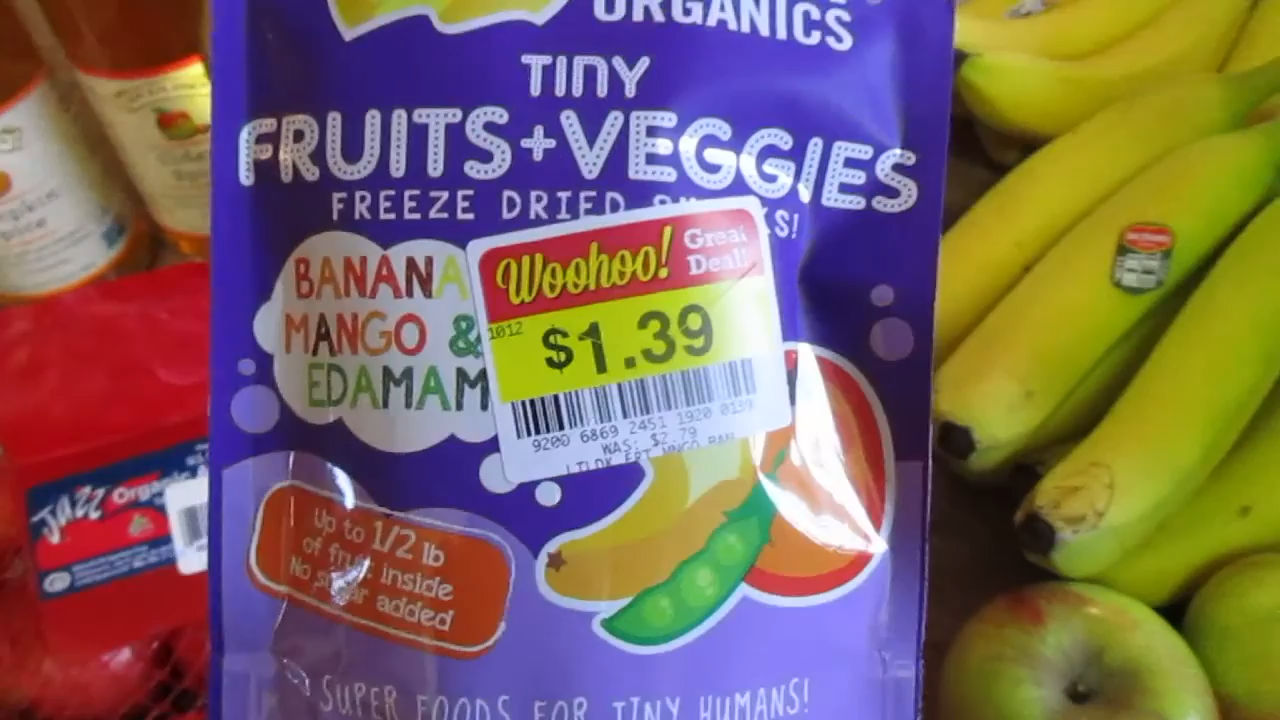 ORGANICS
TINY
FRUITS+VEGGIES
FREEZE DRIED
BANANA
MANGO &
EDAMAM
Woohoo! Great Deal!
1012
$1.39
9200 6869 2451 1920 0139
WAS: $2.79
Up to 1/2 lb
of fruit inside
No sugar added
SUPER FOODS FOR TINY HUMANS!
Jazz Organic